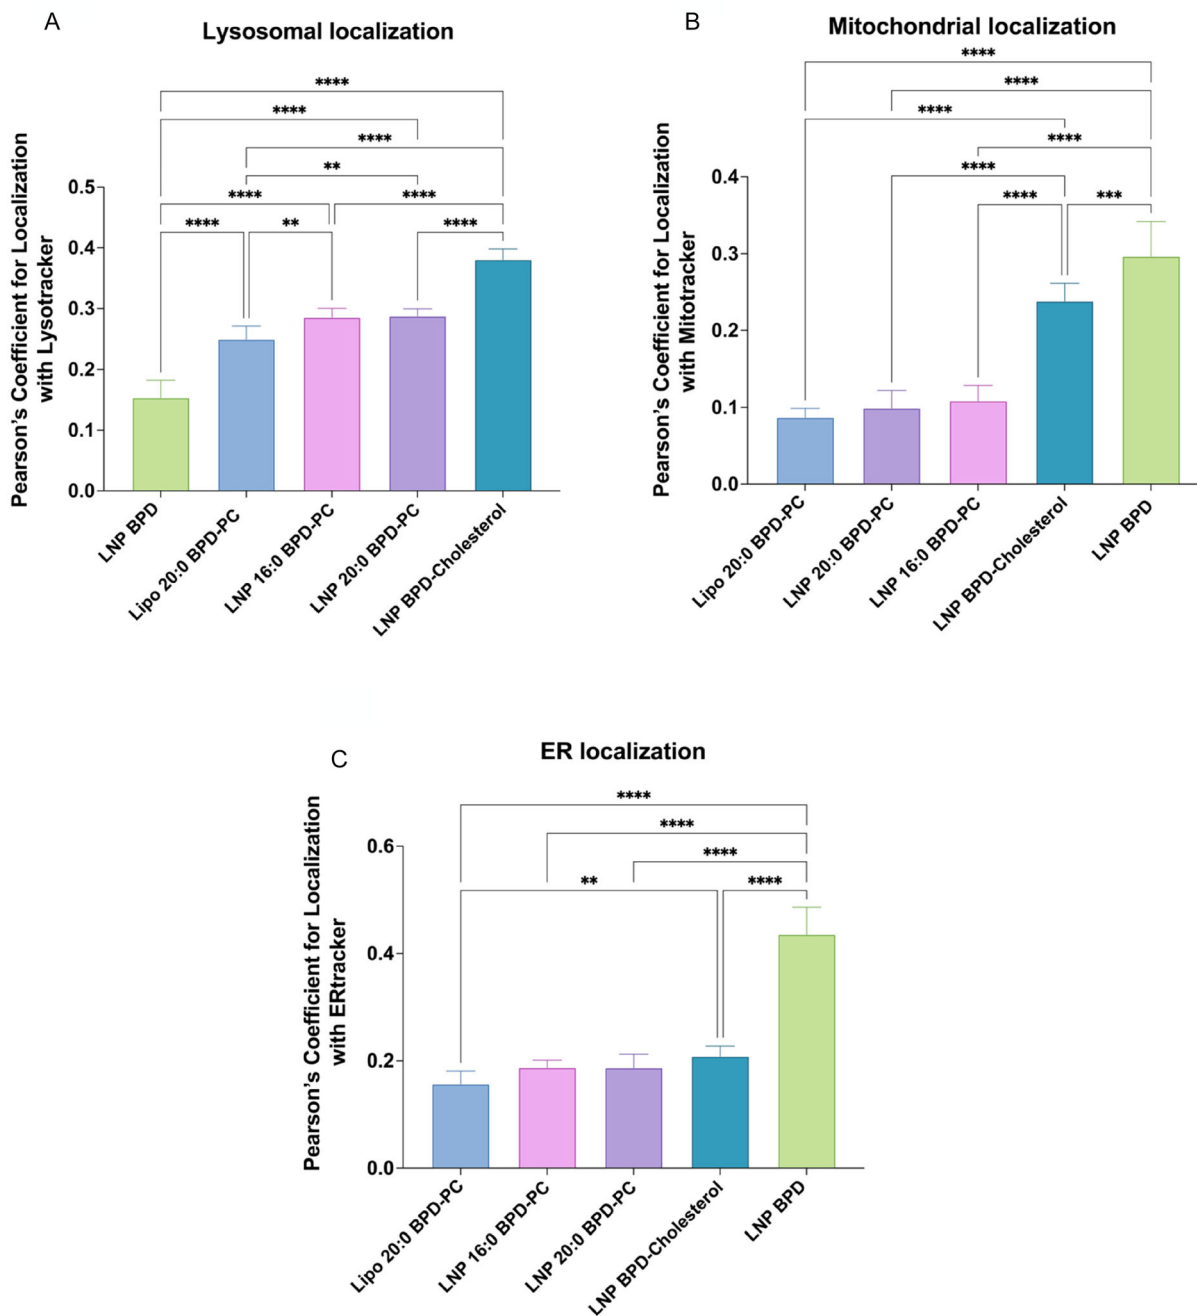 A
Lysosomal localization
Pearson's Coefficient for Localization
with Lysotracker
****
****
****
**
****
****
****
**
****
0.5
0.4
0.3
0.2
0.1
0.0
LNP BPD
Lipo 20:0 BPD-PC
LNP 16:0 BPD-PC
LNP 20:0 BPD-PC
LNP BPD-Cholesterol
B
Mitochondrial localization
Pearson's Coefficient for Localization
with Mitotracker
****
****
****
****
****
****
***
0.4
0.3
0.2
0.1
0.0
Lipo 20:0 BPD-PC
LNP 20:0 BPD-PC
LNP 16:0 BPD-PC
LNP BPD-Cholesterol
LNP BPD
C
ER localization
Pearson's Coefficient for Localization
with ERtracker
****
****
****
**
****
0.6
0.4
0.2
0.0
Lipo 20:0 BPD-PC
LNP 16:0 BPD-PC
LNP 20:0 BPD-PC
LNP BPD-Cholesterol
LNP BPD